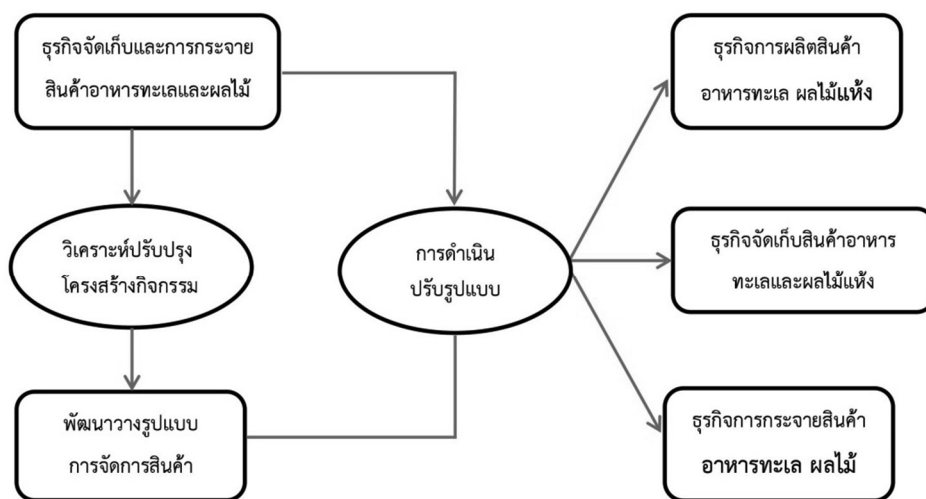 ธุรกิจจัดเก็บและการกระจาย
สินค้าอาหารทะเลและผลไม้
ธุรกิจการผลิตสินค้า
อาหารทะเล ผลไม้แห้ง
วิเคราะห์ปรับปรุง
โครงสร้างกิจกรรม
การดำเนิน
ปรับรูปแบบ
ธุรกิจจัดเก็บสินค้าอาหาร
ทะเลและผลไม้แห้ง
พัฒนาวางรูปแบบ
การจัดการสินค้า
ธุรกิจการกระจายสินค้า
อาหารทะเล ผลไม้